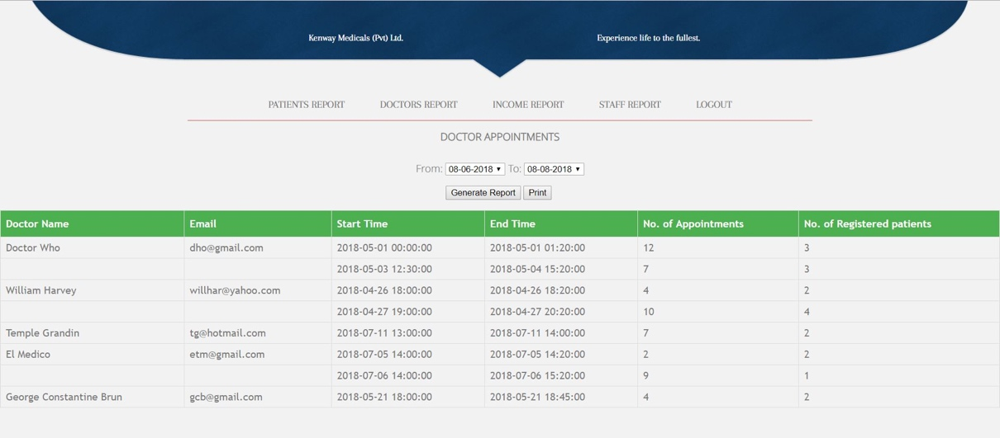 Kenway Medicals (Pvt) Ltd. Experience life to the fullest.
PATIENTS REPORT DOCTORS REPORT INCOME REPORT STAFF REPORT LOGOUT
DOCTOR APPOINTMENTS
From: 08-06-2018 To: 08-08-2018
Generate Report Print
Doctor Name Email Start Time End Time No. of Appointments No. of Registered patients
Doctor Who dho@gmail.com 2018-05-01 00:00:00 2018-05-01 01:20:00 12 3
2018-05-03 12:30:00 2018-05-04 15:20:00 7 3
William Harvey willhar@yahoo.com 2018-04-26 18:00:00 2018-04-26 18:20:00 4 2
2018-04-27 19:00:00 2018-04-27 20:20:00 10 4
Temple Grandin tg@hotmail.com 2018-07-11 13:00:00 2018-07-11 14:00:00 7 2
El Medico etm@gmail.com 2018-07-05 14:00:00 2018-07-05 14:20:00 2 2
2018-07-06 14:00:00 2018-07-06 15:20:00 9 1
George Constantine Brun gcb@gmail.com 2018-05-21 18:00:00 2018-05-21 18:45:00 4 2